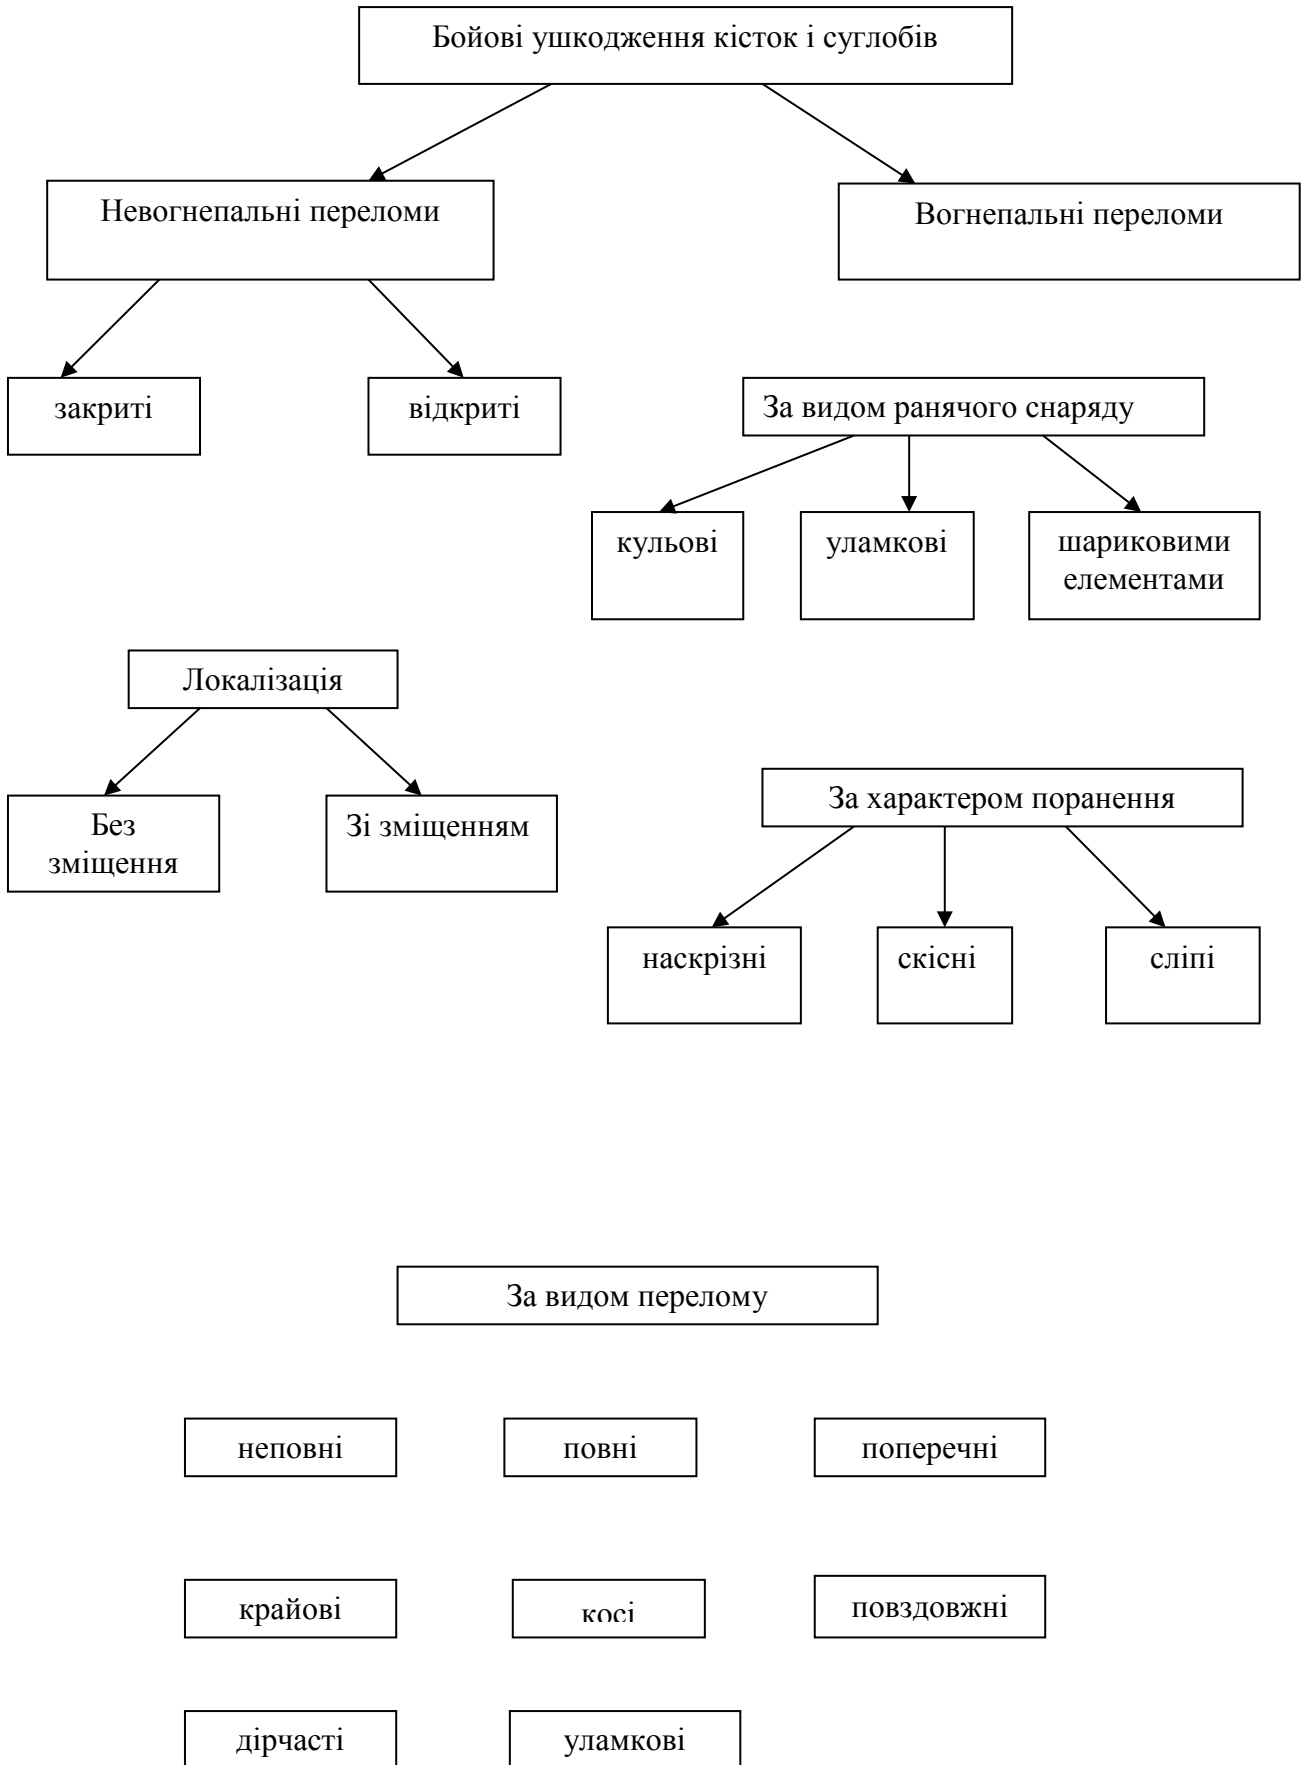 Бойові ушкодження кісток і суглобів
Невогнепальні переломи
Вогнепальні переломи
закриті
відкриті
За видом ранячого снаряду
кульові
уламкові
шариковими
елементами
Локалізація
Без
зміщення
Зі зміщенням
За характером поранення
наскрізні
скісні
сліпі
За видом перелому
неповні
повні
поперечні
крайові
косі
повздовжні
дірчасті
уламкові